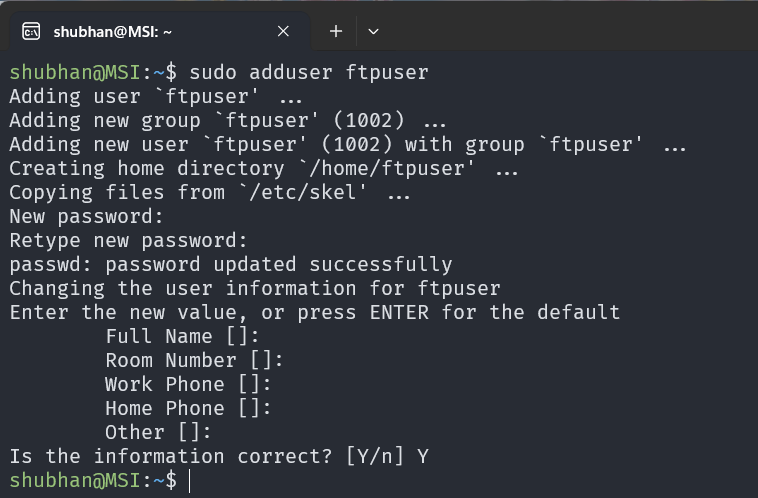 shubhan@MSI: ~
shubhan@MSI:~$ sudo adduser ftpuser
Adding user `ftpuser' ...
Adding new group `ftpuser' (1002) ...
Adding new user `ftpuser' (1002) with group `ftpuser' ...
Creating home directory `/home/ftpuser' ...
Copying files from `/etc/skel' ...
New password:
Retype new password:
passwd: password updated successfully
Changing the user information for ftpuser
Enter the new value, or press ENTER for the default
        Full Name []:
        Room Number []:
        Work Phone []:
        Home Phone []:
        Other []:
Is the information correct? [Y/n] Y
shubhan@MSI:~$